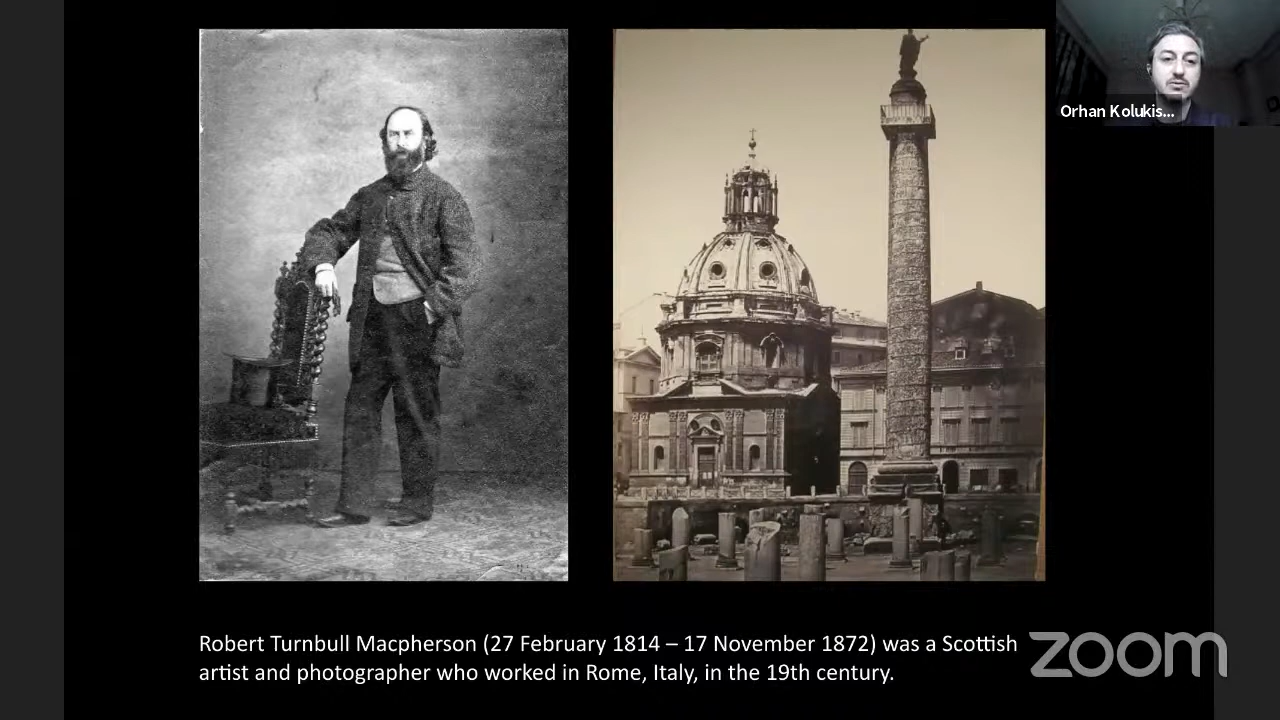 Orhan Kolukis...
Robert Turnbull Macpherson (27 February 1814 – 17 November 1872) was a Scottish
artist and photographer who worked in Rome, Italy, in the 19th century.
zoom